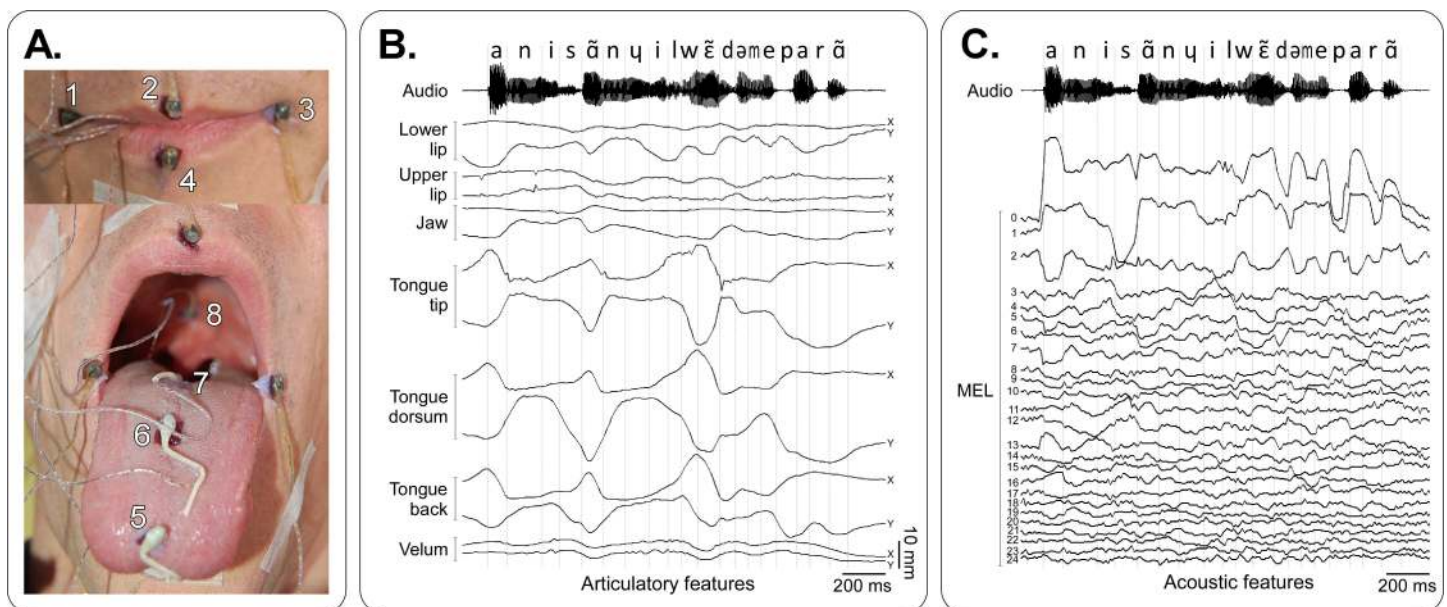 A.
1
2
3
4
8
7
6
5
B.
a n i s ɑ̃ n y i l w ɛ̃ d ə m e p a r ɑ̃
Audio
Lower lip
X
Y
Upper lip
X
Y
Jaw
X
Y
Tongue tip
X
Y
Tongue dorsum
X
Y
Tongue back
X
Y
Velum
X
Y
10 mm
Articulatory features
200 ms
C.
a n i s ɑ̃ n y i l w ɛ̃ d ə m e p a r ɑ̃
Audio
MEL
0
1
2
3
4
5
6
7
8
9
10
11
12
13
14
15
16
17
18
19
20
21
22
23
24
Acoustic features
200 ms